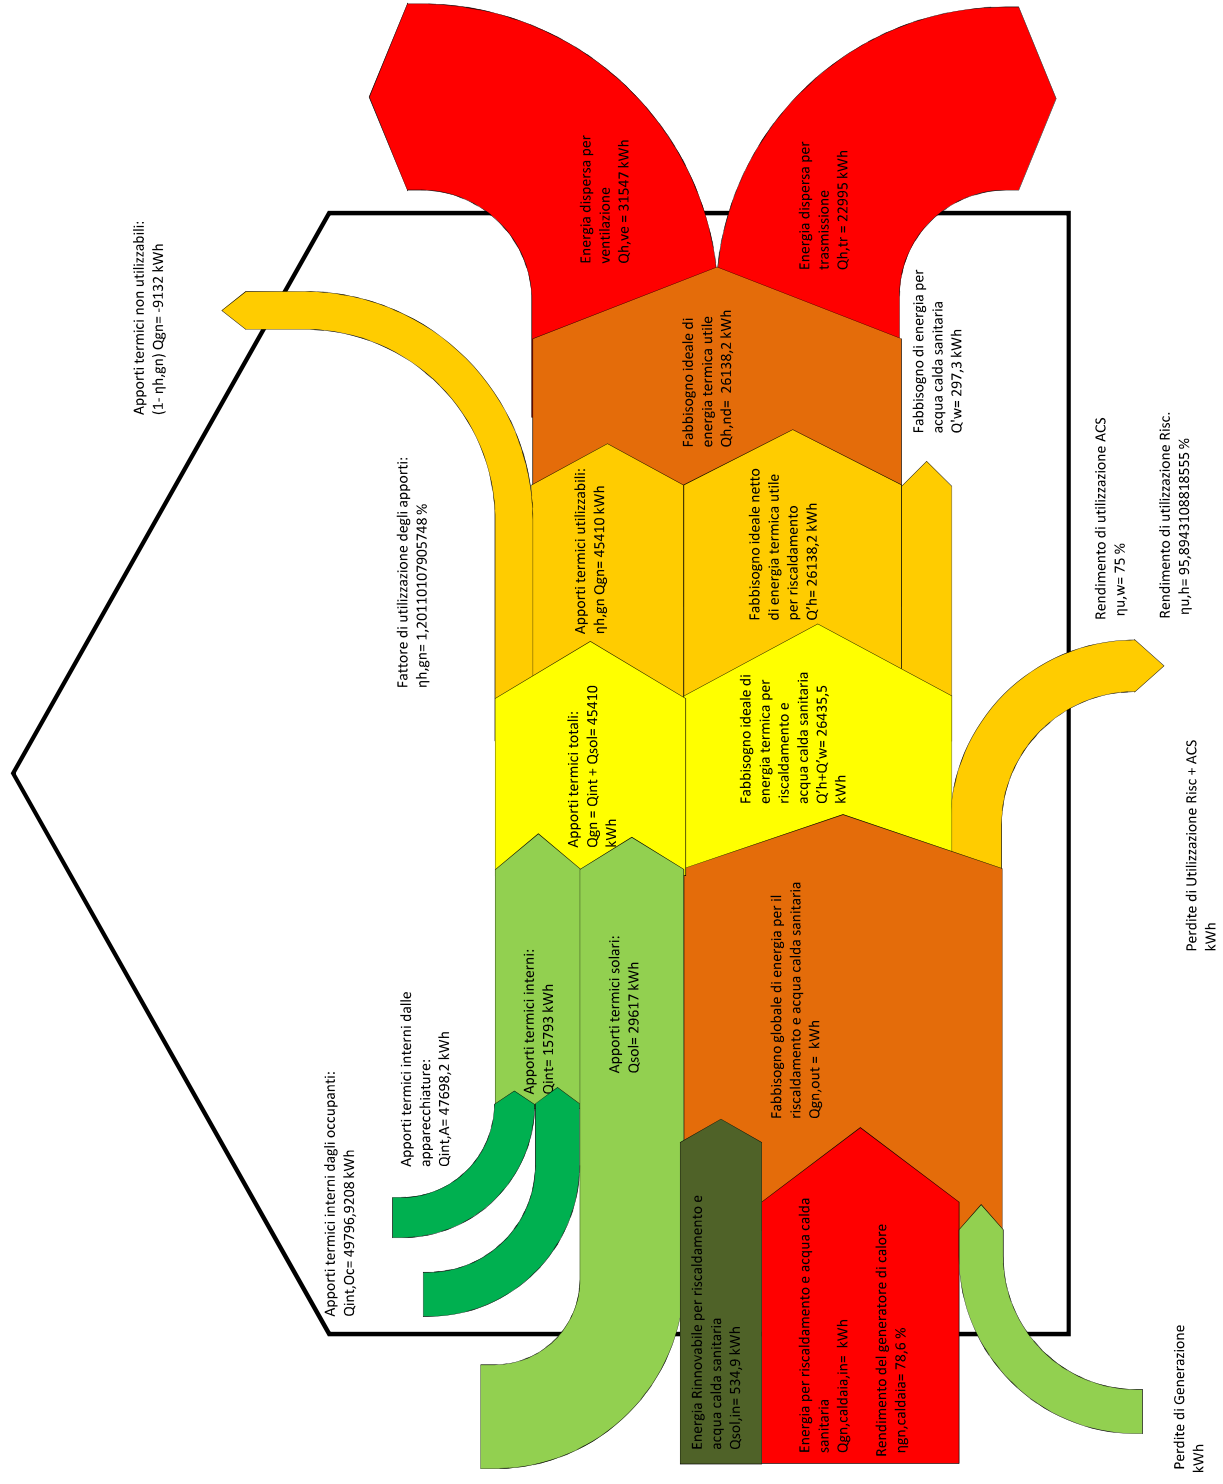 Apporti termici non utilizzabili:
(1- ηh,gn) Qgn= -9132 kWh
Apporti termici interni dagli occupanti:
Qint,Oc= 49796,9208 kWh
Apporti termici interni dalle
apparecchiature:
Qint,A= 47698,2 kWh
Fattore di utilizzazione degli apporti:
ηh,gn= 1,20110107905748 %
Apporti termici interni:
Qint= 15793 kWh
Apporti termici solari:
Qsol= 29617 kWh
Apporti termici totali:
Qgn = Qint + Qsol= 45410
kWh
Apporti termici utilizzabili:
ηh,gn Qgn= 45410 kWh
Energia dispersa per
ventilazione
Qh,ve = 31547 kWh
Energia Rinnovabile per riscaldamento e
acqua calda sanitaria
Qsol,in= 534,9 kWh
Energia per riscaldamento e acqua calda
sanitaria
Qgn,caldaia,in=  kWh
Rendimento del generatore di calore
ηgn,caldaia= 78,6 %
Fabbisogno globale di energia per il
riscaldamento e acqua calda sanitaria
Qgn,out =  kWh
Fabbisogno ideale di
energia termica per
riscaldamento e
acqua calda sanitaria
Q’h+Q’w= 26435,5
kWh
Fabbisogno ideale netto
di energia termica utile
per riscaldamento
Q’h= 26138,2 kWh
Fabbisogno ideale di
energia termica utile
Qh,nd=  26138,2 kWh
Energia dispersa per
trasmissione
Qh,tr = 22995 kWh
Fabbisogno di energia per
acqua calda sanitaria
Q’w= 297,3 kWh
Rendimento di utilizzazione ACS
ηu,w= 75 %
Rendimento di utilizzazione Risc.
ηu,h= 95,8943108818555 %
Perdite di Utilizzazione Risc + ACS
kWh
Perdite di Generazione
kWh